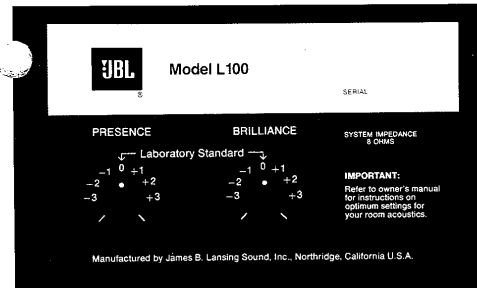 JBL
®
Model L100
SERIAL
PRESENCE
BRILLIANCE
SYSTEM IMPEDANCE
8 OHMS
Laboratory Standard
-1 0 +1
-2 +2
-3 +3
-1 0 +1
-2 +2
-3 +3
IMPORTANT:
Refer to owner's manual
for instructions on
optimum settings for
your room acoustics.
Manufactured by James B. Lansing Sound, Inc., Northridge, California U.S.A.